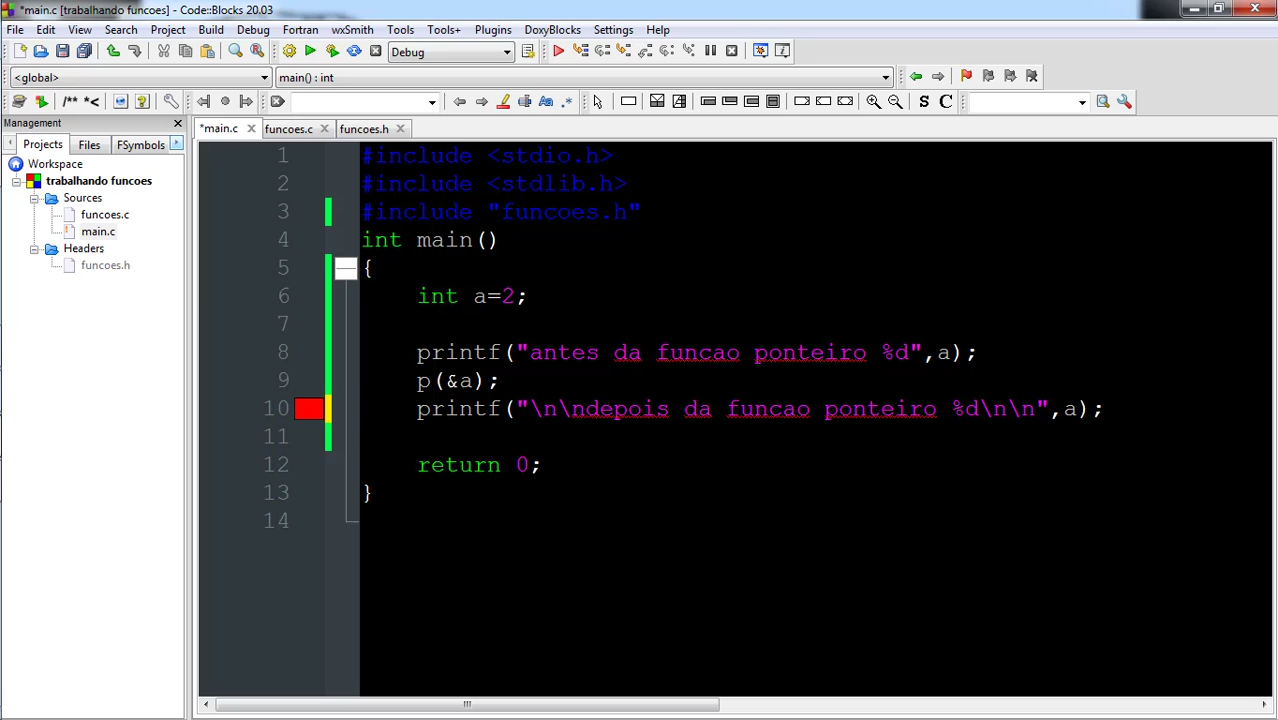 *main.c [trabalhando funcoes] - Code::Blocks 20.03
File Edit View Search Project Build Debug Fortran wxSmith Tools Tools+ Plugins DoxyBlocks Settings Help
Debug
<global> main() : int
/** *< S C
Management
Projects Files FSymbols
*main.c funcoes.c funcoes.h
Workspace
trabalhando funcoes
Sources
funcoes.c
main.c
Headers
funcoes.h
1 #include <stdio.h>
2 #include <stdlib.h>
3 #include "funcoes.h"
4 int main()
5 {
6 int a=2;
7
8 printf("antes da funcao ponteiro %d",a);
9 p(&a);
10 printf("\n\ndepois da funcao ponteiro %d\n\n",a);
11
12 return 0;
13 }
14